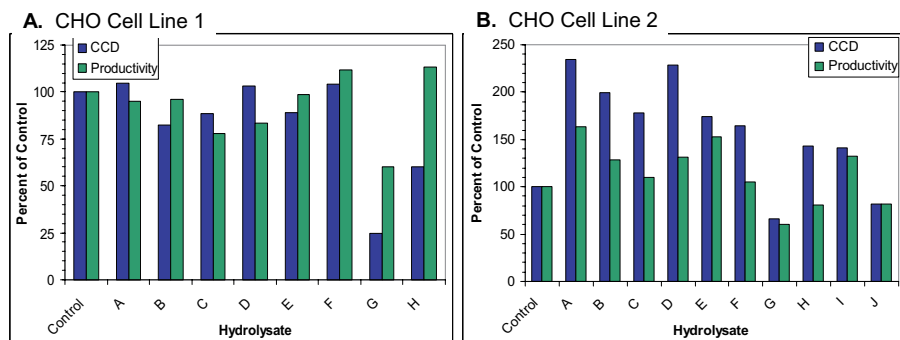 A. CHO Cell Line 1
CCD
Productivity
Percent of Control
125
100
75
50
25
0
Control A B C D E F G H
Hydrolysate
B. CHO Cell Line 2
CCD
Productivity
Percent of Control
250
200
150
100
50
0
Control A B C D E F G H I J
Hydrolysate